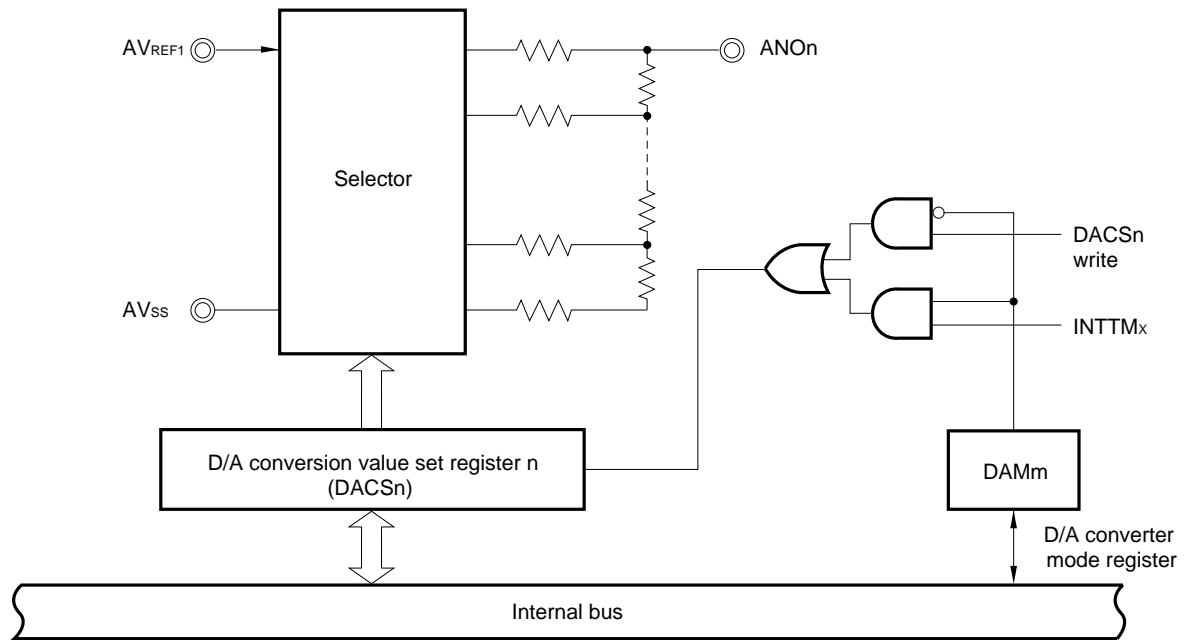 AVREF1
ANOn
Selector
DACSn
write
AVSS
INTTMx
D/A conversion value set register n
(DACSn)
DAMm
D/A converter
mode register
Internal bus